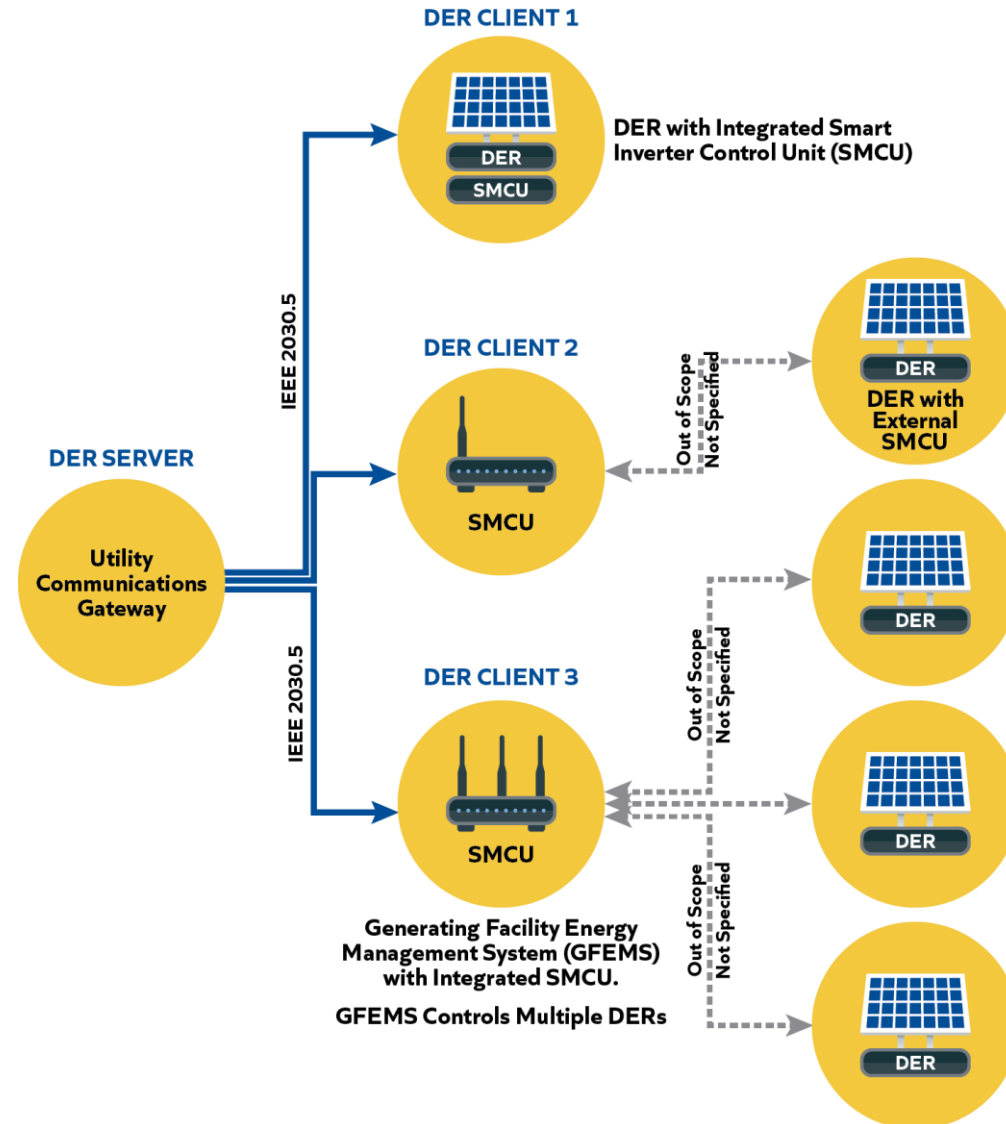 DER CLIENT 1
DER
SMCU
DER with Integrated Smart
Inverter Control Unit (SMCU)
IEEE 2030.5
DER CLIENT 2
SMCU
Out of Scope
Not Specified
DER
DER with
External
SMCU
DER SERVER
Utility
Communications
Gateway
IEEE 2030.5
DER CLIENT 3
SMCU
Generating Facility Energy
Management System (GFEMS)
with Integrated SMCU.
GFEMS Controls Multiple DERs
Out of Scope
Not Specified
Out of Scope
Not Specified
DER
DER
DER